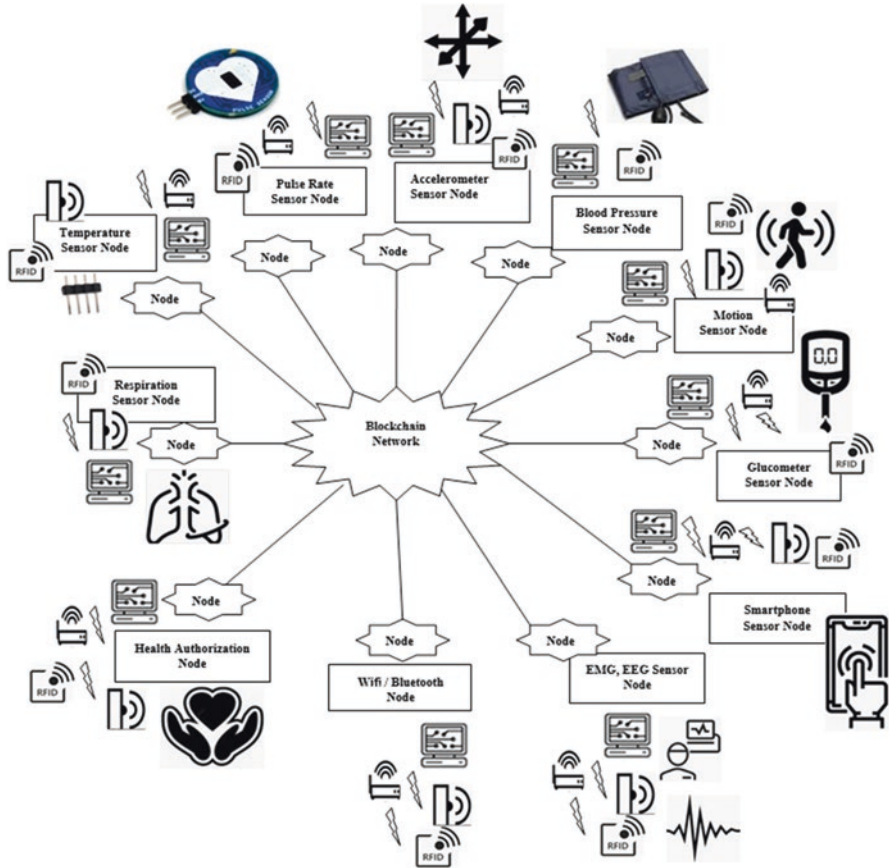 PULSE SENSOR
RFID
Pulse Rate
Sensor Node
Accelerometer
Sensor Node
RFID
RFID
Blood Pressure
Sensor Node
RFID
Temperature
Sensor Node
RFID
Node
Node
Node
Node
Node
Node
Motion
Sensor Node
0.0
RFID
Respiration
Sensor Node
Node
Blockchain
Network
Node
Glucometer
Sensor Node
RFID
RFID
Node
Smartphone
Sensor Node
Node
Health Authorization
Node
RFID
Node
Wifi / Bluetooth
Node
Node
EMG, EEG Sensor
Node
RFID
RFID